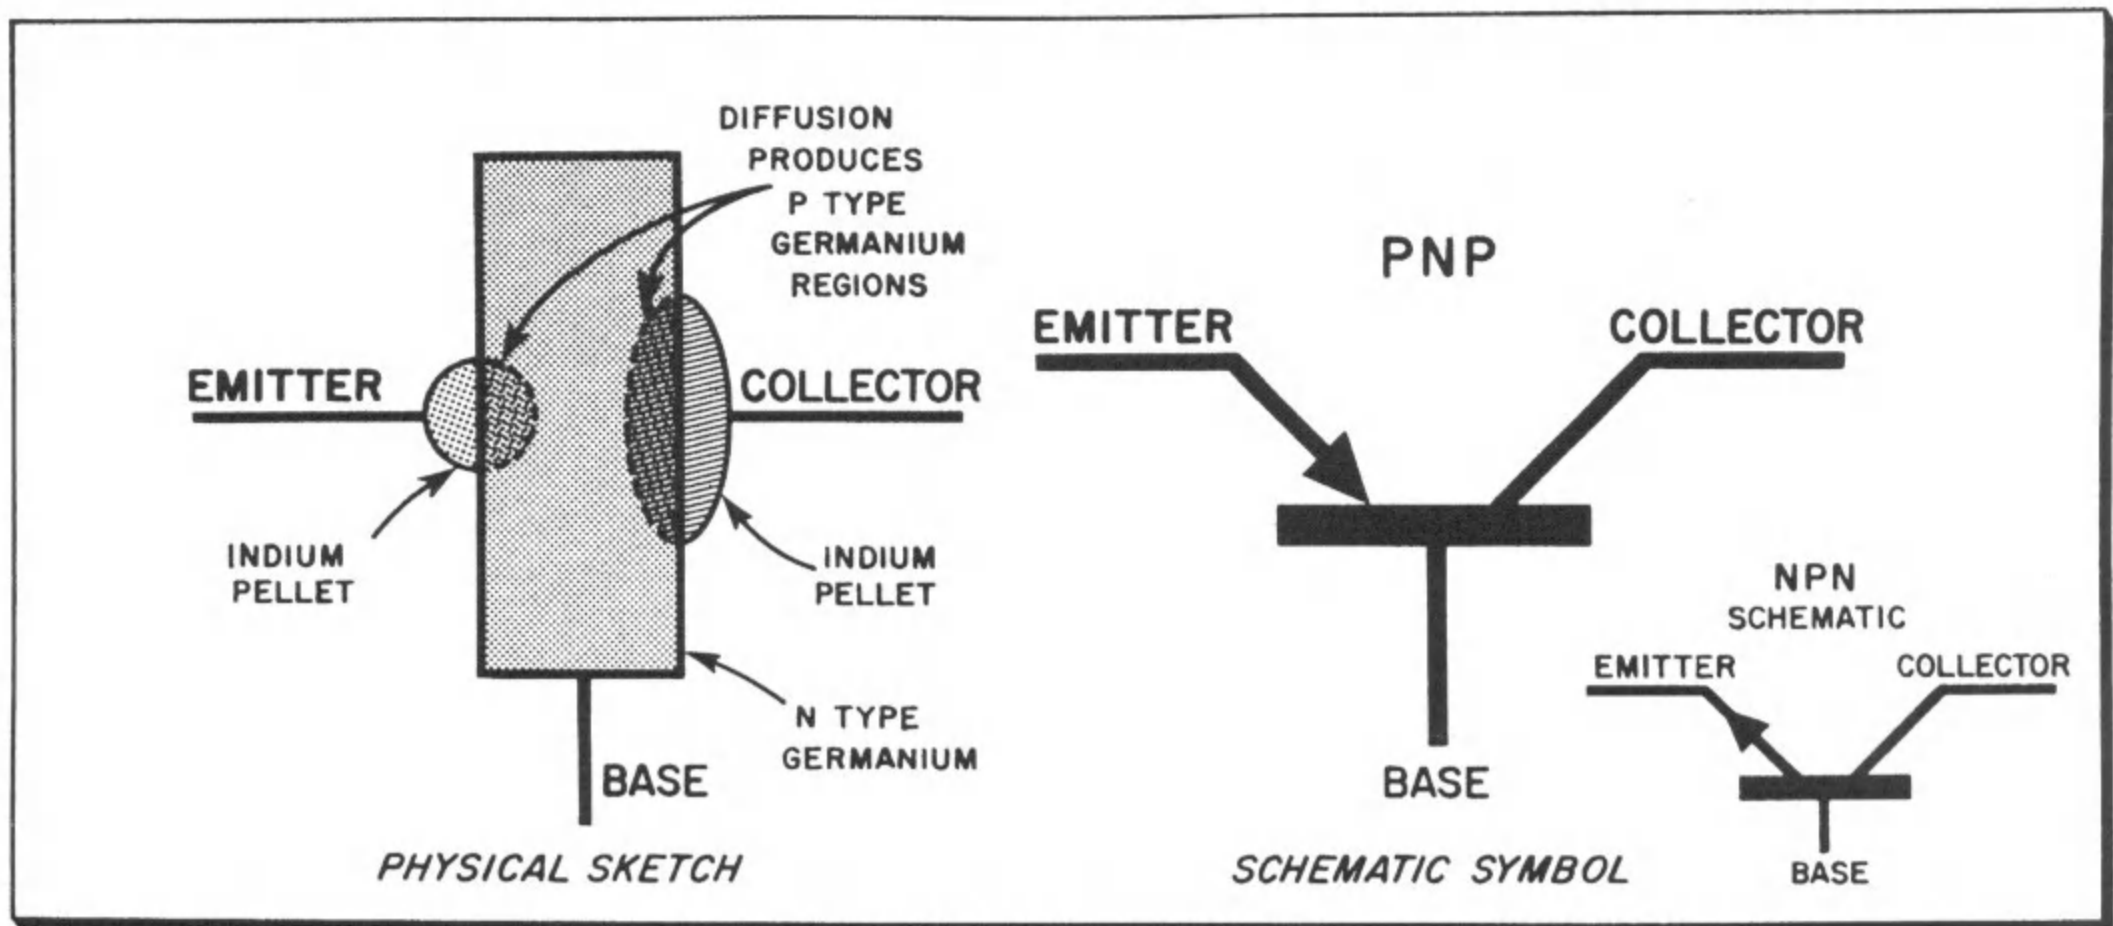 DIFFUSION
PRODUCES
P TYPE
GERMANIUM
REGIONS
EMITTER
COLLECTOR
INDIUM
PELLET
INDIUM
PELLET
N TYPE
GERMANIUM
BASE
PHYSICAL SKETCH
PNP
EMITTER
COLLECTOR
BASE
SCHEMATIC SYMBOL
NPN
SCHEMATIC
EMITTER
COLLECTOR
BASE